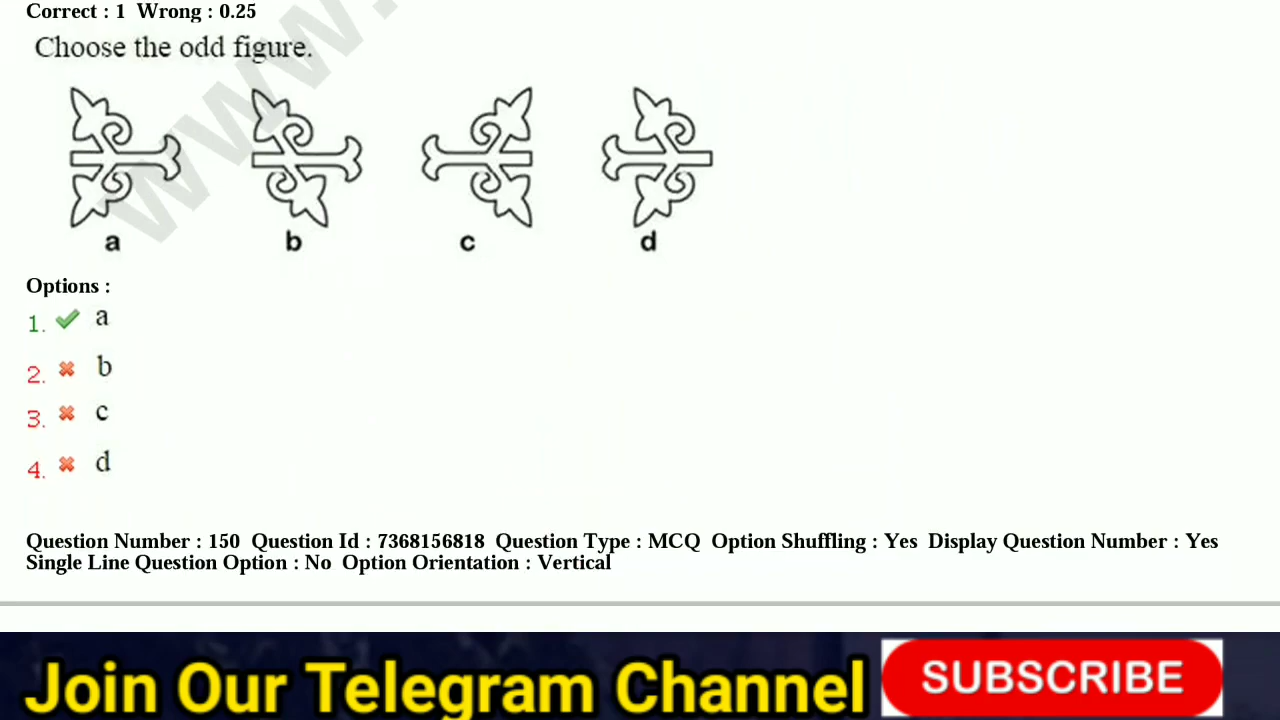 Correct : 1 Wrong : 0.25
Choose the odd figure.
www.
a b c d
Options :
1. a
2. b
3. c
4. d
Question Number : 150 Question Id : 7368156818 Question Type : MCQ Option Shuffling : Yes Display Question Number : Yes
Single Line Question Option : No Option Orientation : Vertical
Join Our Telegram Channel SUBSCRIBE